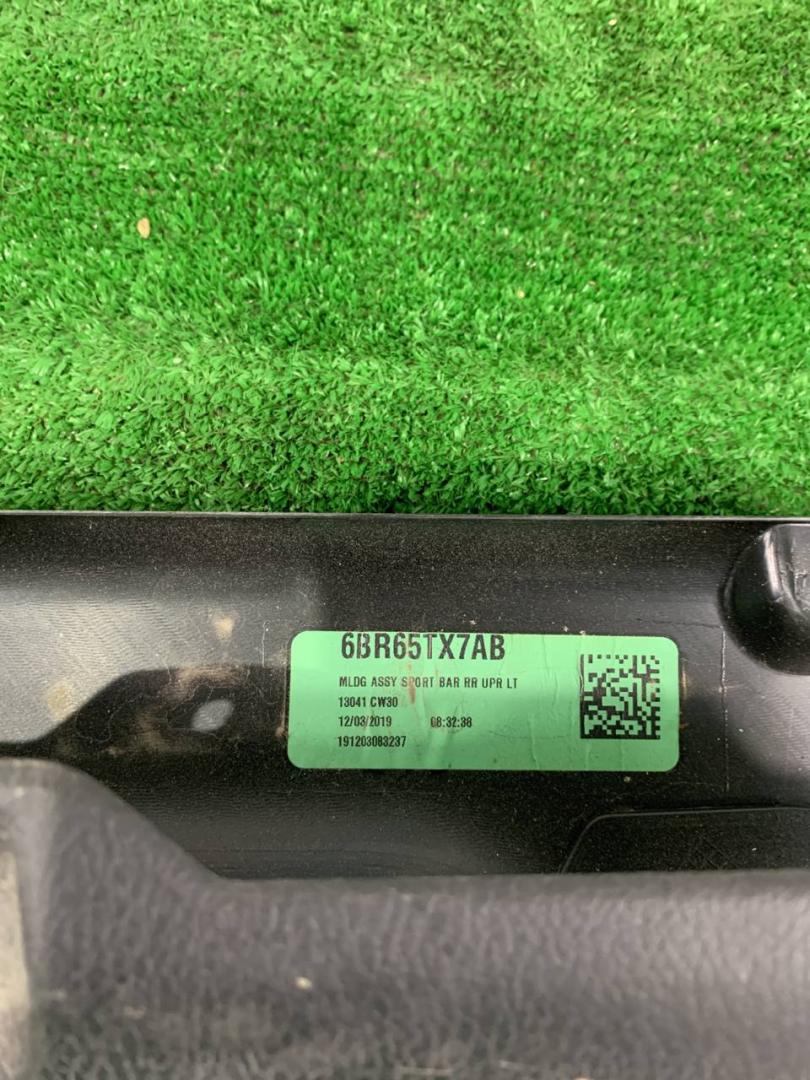 6BR65TX7AB
MLDG ASSY SPORT BAR RR UPR LT
13041 CW30
12/03/2019 08:32:38
191203083237